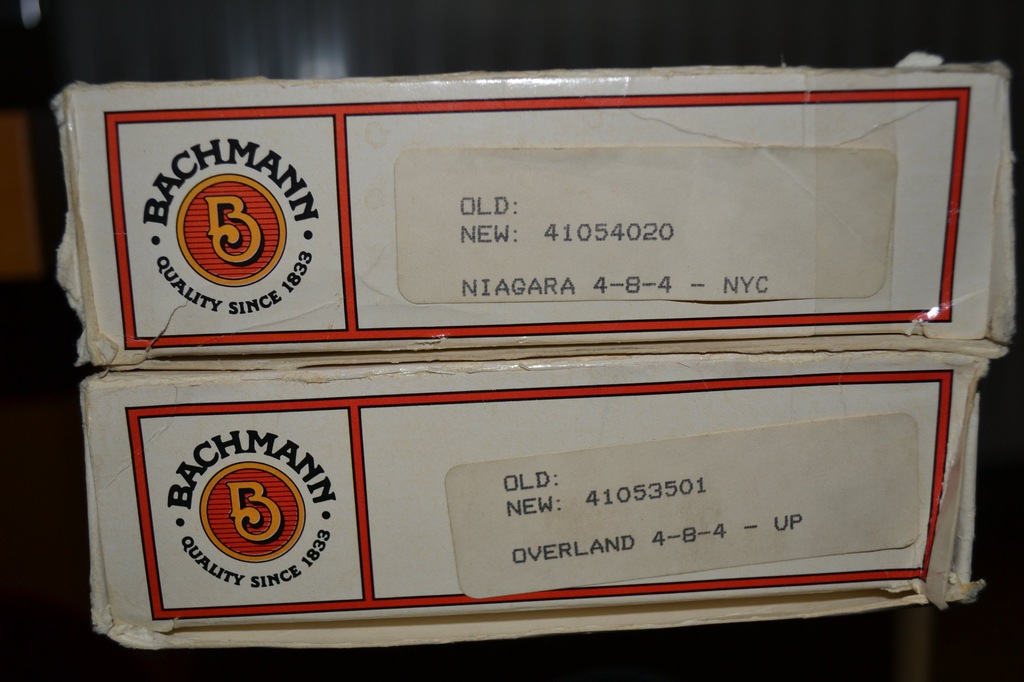 BACHMANN
B
• QUALITY SINCE 1833 •
OLD:
NEW: 41054020
NIAGARA 4-8-4 - NYC
BACHMANN
B
• QUALITY SINCE 1833 •
OLD:
NEW: 41053501
OVERLAND 4-8-4 - UP